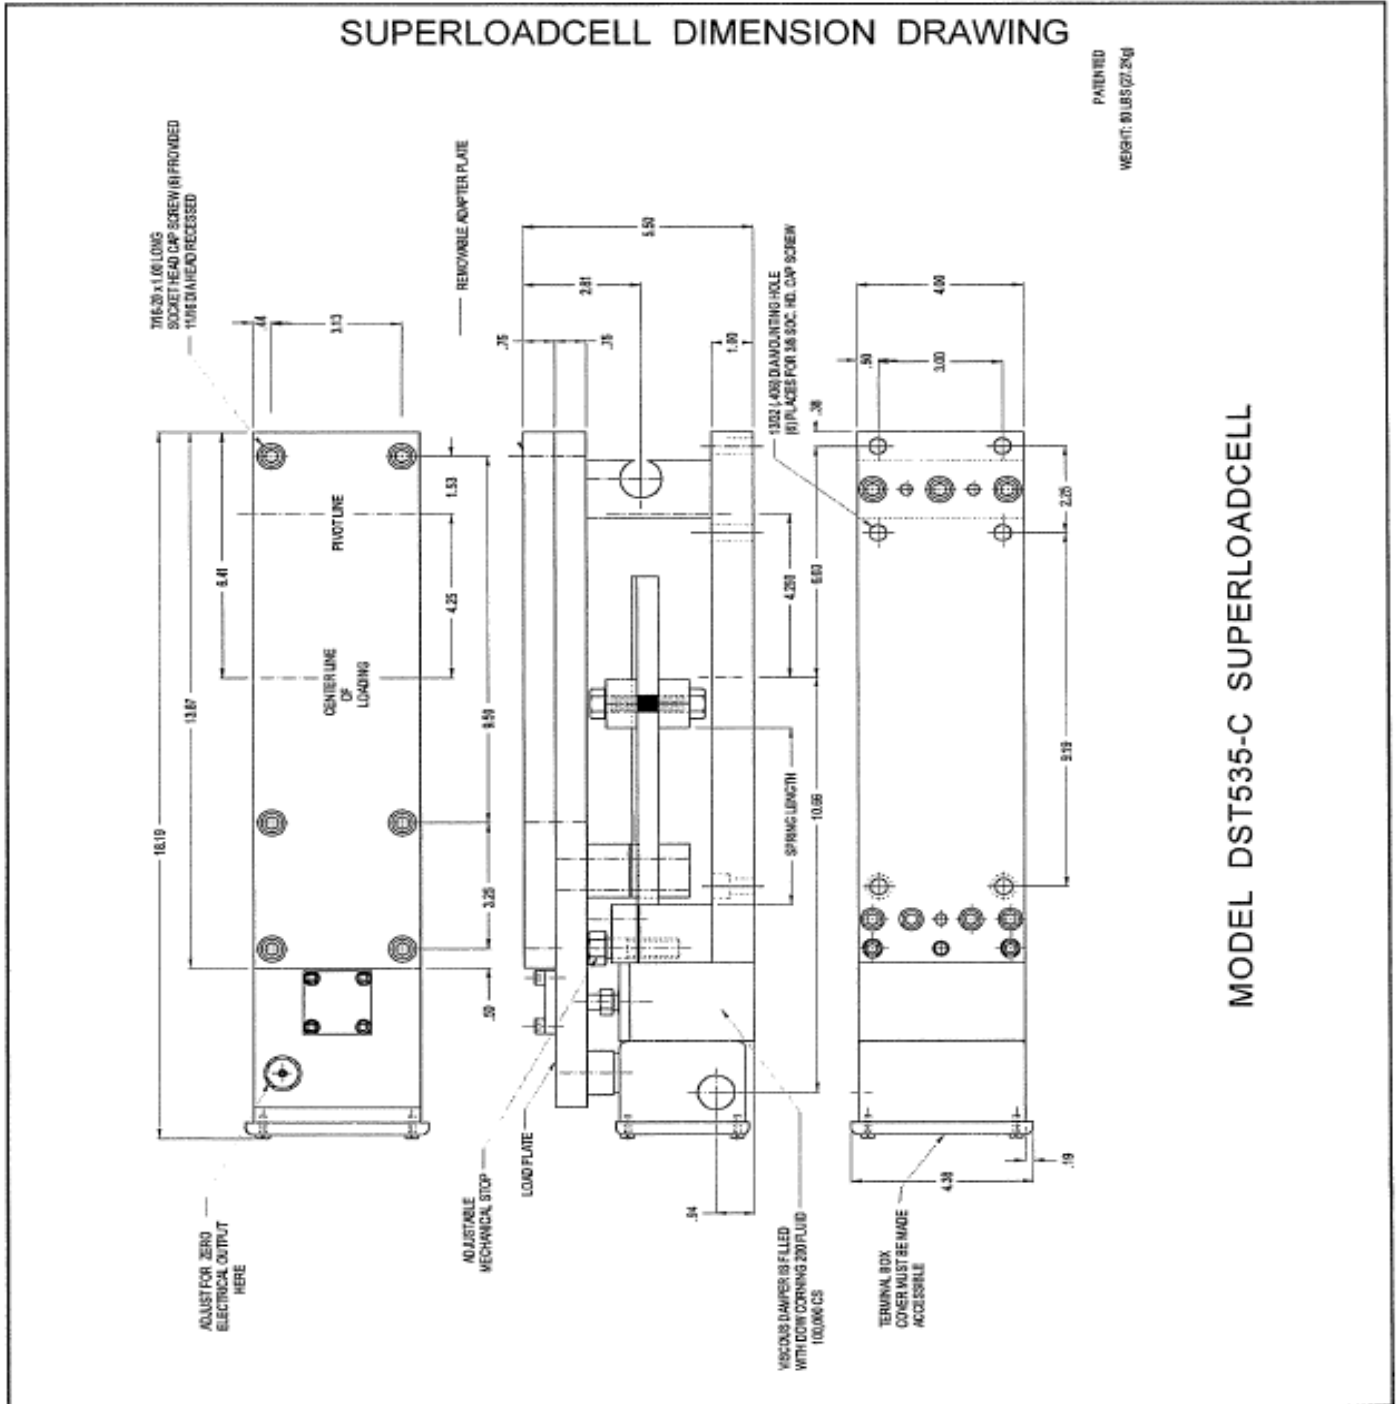 SUPERLOADCELL DIMENSION DRAWING
PATENTED
WEIGHT: 60 LBS (27.2Kg)
7/16-20 x 1.00 LONG
SOCKET HEAD CAP SCREW (6) PROVIDED
11/16 DIA HEAD RECESSED
.44
3.13
REMOVABLE ADAPTER PLATE
18.19
13.87
6.41
1.53
4.25
9.50
3.25
.50
PIVOT LINE
CENTER LINE
OF
LOADING
ADJUST FOR ZERO
ELECTRICAL OUTPUT
HERE
5.50
2.81
.75
.75
1.00
4.250
6.03
10.66
SPRING LENGTH
ADJUSTABLE
MECHANICAL STOP
LOAD PLATE
.94
VISCOUS DAMPER IS FILLED
WITH DOW CORNING 200 FLUID
100,000 CS
13/32 (.406) DIA MOUNTING HOLE
(6) PLACES FOR 3/8 SOC. HD. CAP SCREW
4.00
.50
3.00
.38
2.25
9.19
4.38
.19
TERMINAL BOX
COVER MUST BE MADE
ACCESSIBLE
MODEL DST535-C SUPERLOADCELL